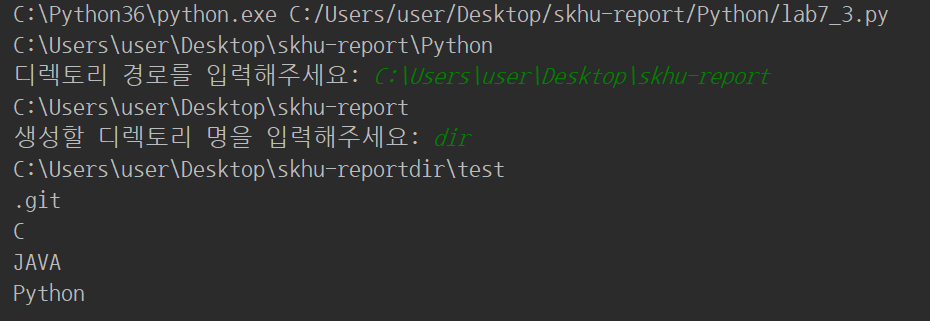 C:\Python36\python.exe C:/Users/user/Desktop/skhu-report/Python/lab7_3.py
C:\Users\user\Desktop\skhu-report\Python
디렉토리 경로를 입력해주세요: C:\Users\user\Desktop\skhu-report
C:\Users\user\Desktop\skhu-report
생성할 디렉토리 명을 입력해주세요: dir
C:\Users\user\Desktop\skhu-reportdir\test
.git
C
JAVA
Python